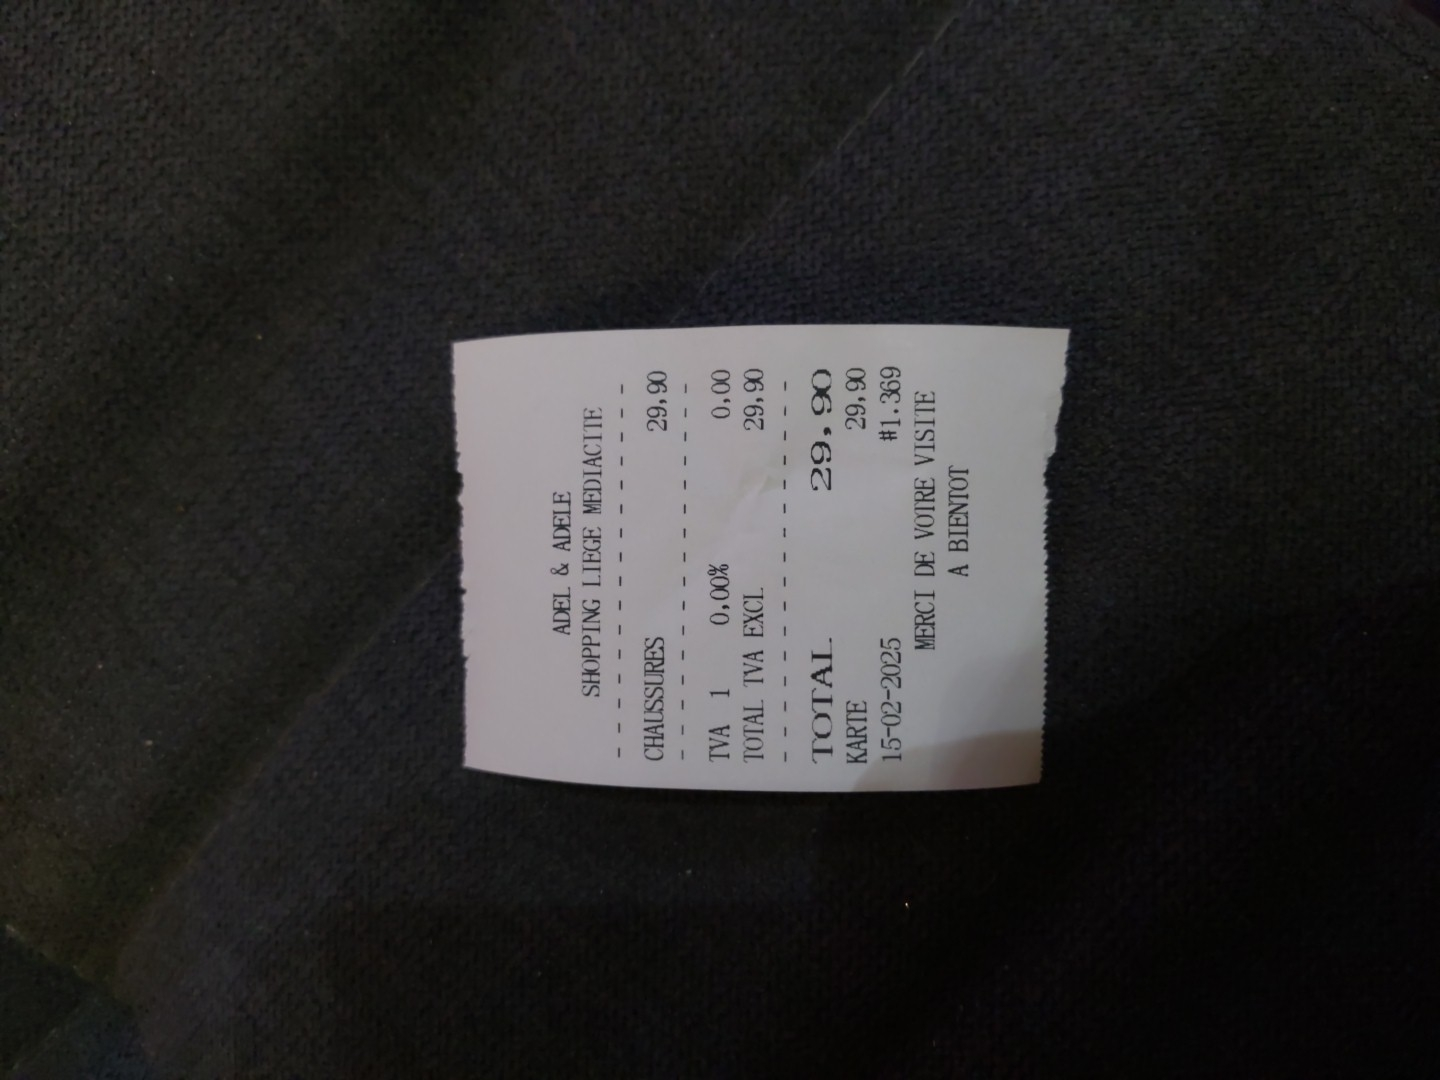 ADEL & ADELE
SHOPPING LIEGE MEDIACITE
- - - - - - - - - - - - - - - - - - - -
CHAUSSURES 29,90
- - - - - - - - - - - - - - - - - - - -
TVA 1 0,00% 0,00
TOTAL TVA EXCL 29,90
- - - - - - - - - - - - - - - - - - - -
TOTAL 29,90
KARTE 29,90
15-02-2025 #1.369
MERCI DE VOTRE VISITE
A BIENTOT